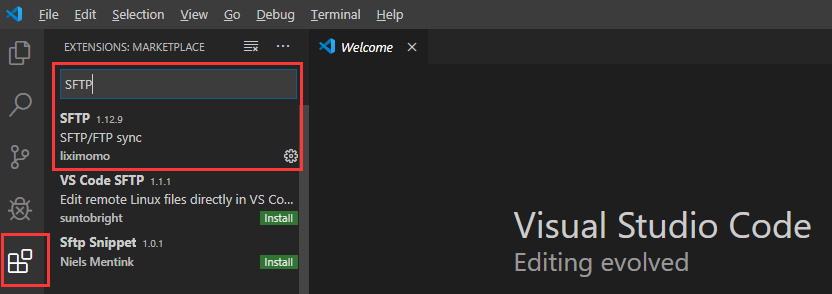 File Edit Selection View Go Debug Terminal Help
EXTENSIONS: MARKETPLACE
Welcome
SFTP
SFTP 1.12.9
SFTP/FTP sync
liximomo
VS Code SFTP 1.1.1
Edit remote Linux files directly in VS Co...
suntobright Install
Sftp Snippet 1.0.1
Niels Mentink Install
Visual Studio Code
Editing evolved